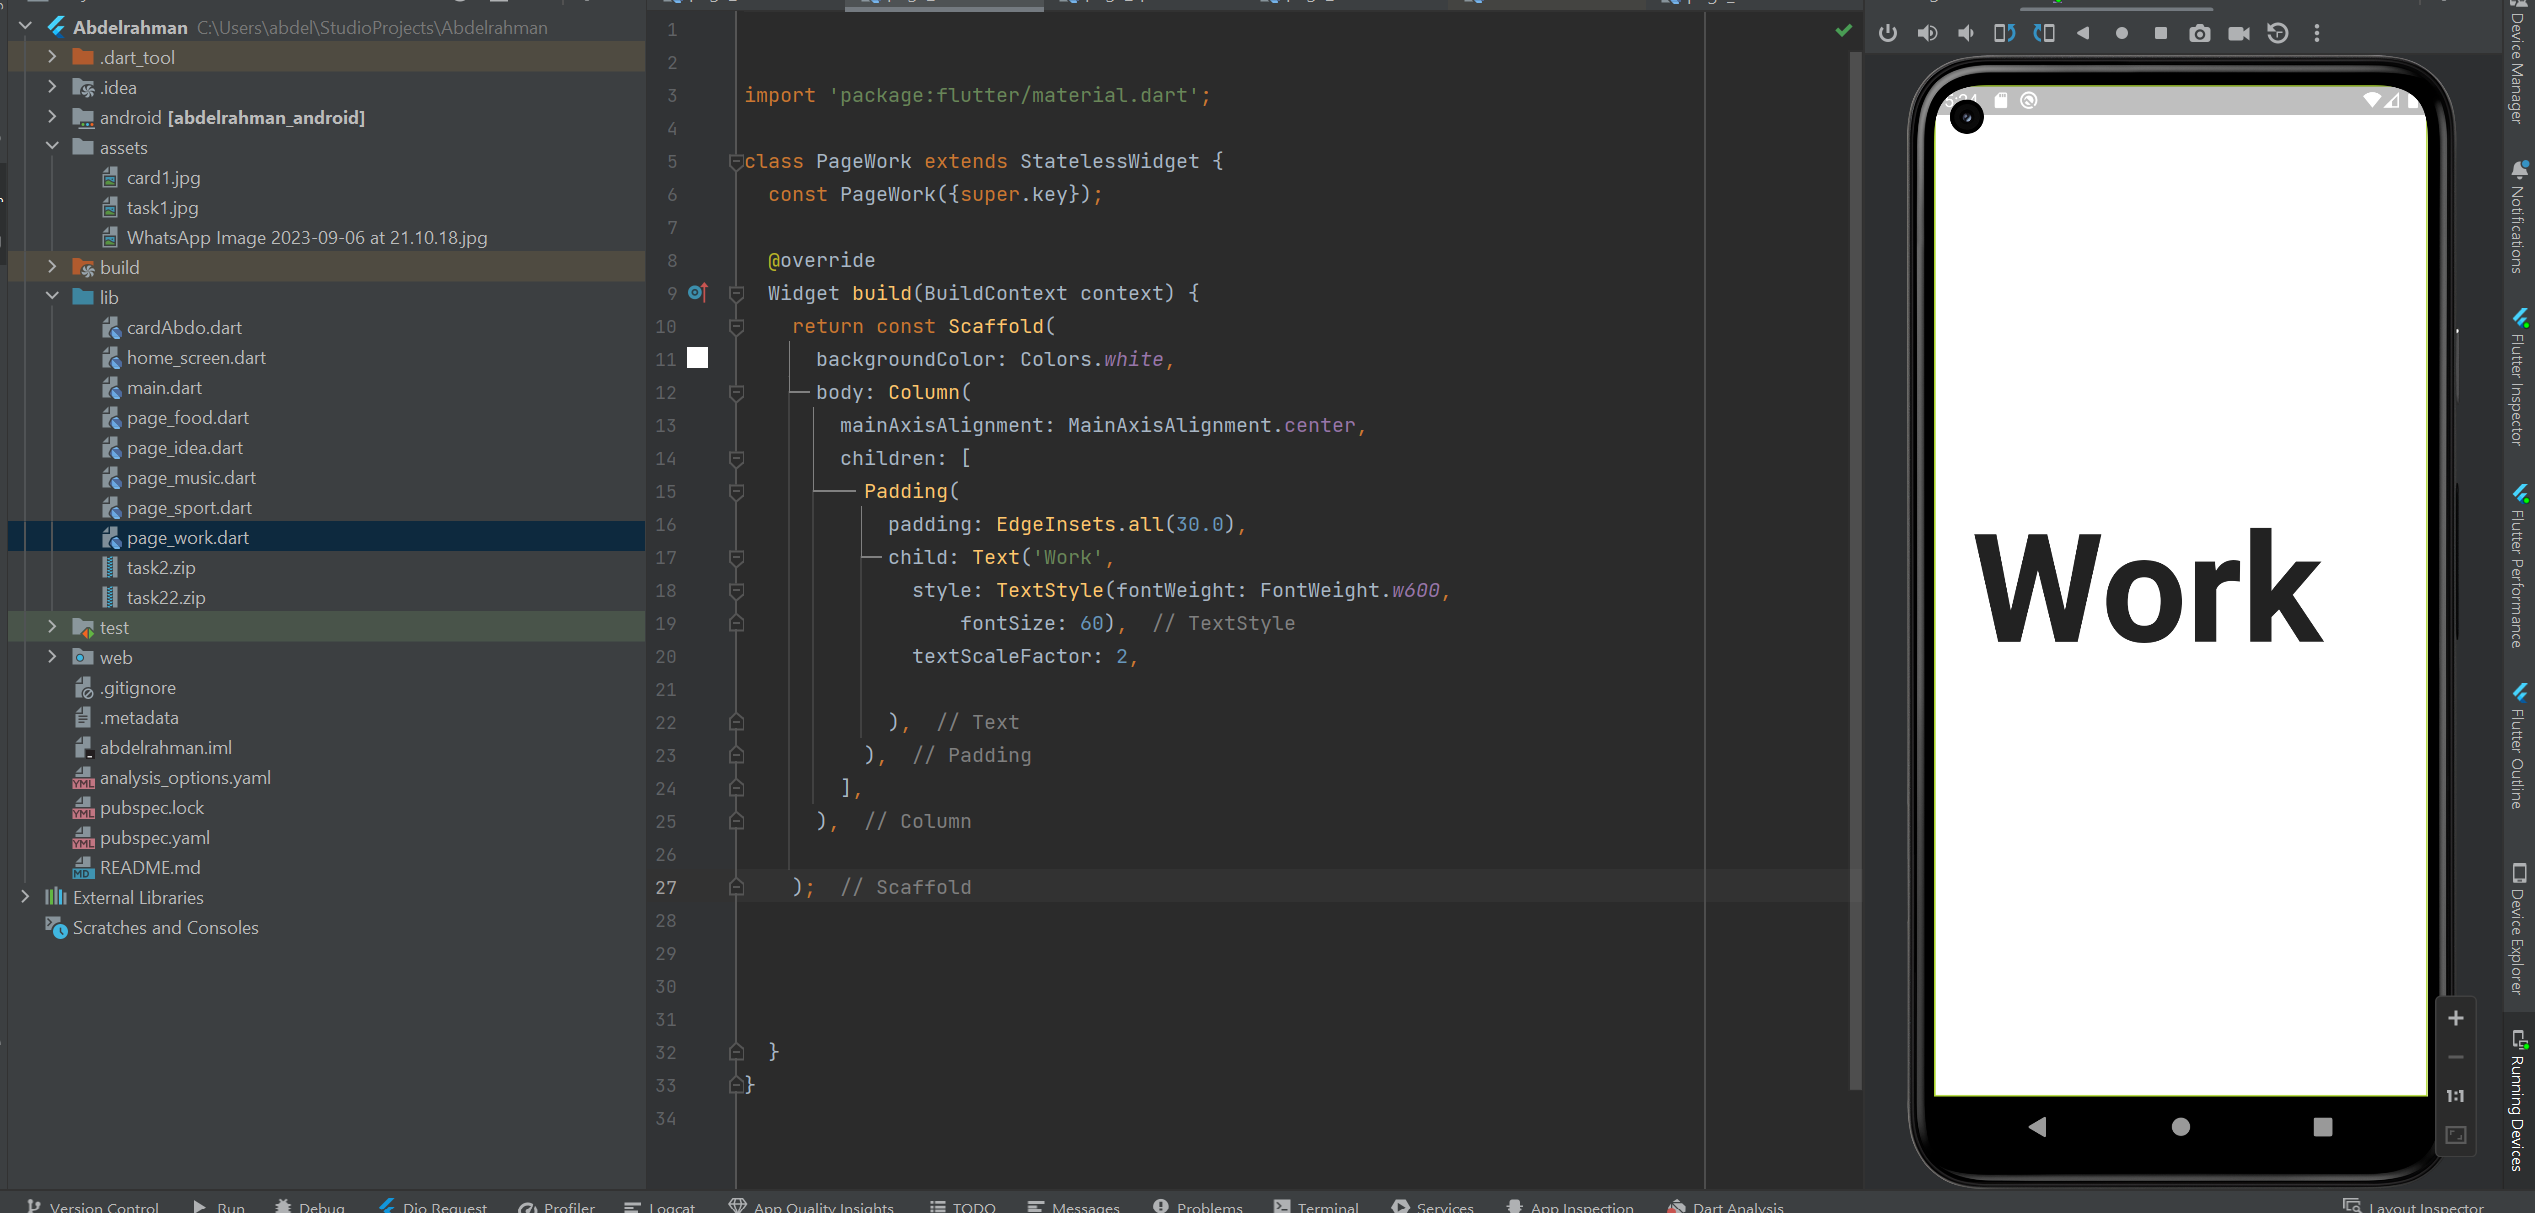 Abdelrahman C:\Users\abdel\StudioProjects\Abdelrahman
.dart_tool
.idea
android [abdelrahman_android]
assets
card1.jpg
task1.jpg
WhatsApp Image 2023-09-06 at 21.10.18.jpg
build
lib
cardAbdo.dart
home_screen.dart
main.dart
page_food.dart
page_idea.dart
page_music.dart
page_sport.dart
page_work.dart
task2.zip
task22.zip
test
web
.gitignore
.metadata
abdelrahman.iml
analysis_options.yaml
pubspec.lock
pubspec.yaml
README.md
External Libraries
Scratches and Consoles
1
2
3 import 'package:flutter/material.dart';
4
5 class PageWork extends StatelessWidget {
6 const PageWork({super.key});
7
8 @override
9 Widget build(BuildContext context) {
10 return const Scaffold(
11 backgroundColor: Colors.white,
12 body: Column(
13 mainAxisAlignment: MainAxisAlignment.center,
14 children: [
15 Padding(
16 padding: EdgeInsets.all(30.0),
17 child: Text('Work',
18 style: TextStyle(fontWeight: FontWeight.w600,
19 fontSize: 60), // TextStyle
20 textScaleFactor: 2,
21
22 ), // Text
23 ), // Padding
24 ],
25 ), // Column
26
27 ); // Scaffold
28
29
30
31
32 }
33 }
34
Work
1:1
Device Manager
Notifications
Flutter Inspector
Flutter Performance
Flutter Outline
Device Explorer
Running Devices
Version Control Run Debug Dio Request Profiler Logcat App Quality Insights TODO Messages Problems Terminal Services App Inspection Dart Analysis Layout Inspector